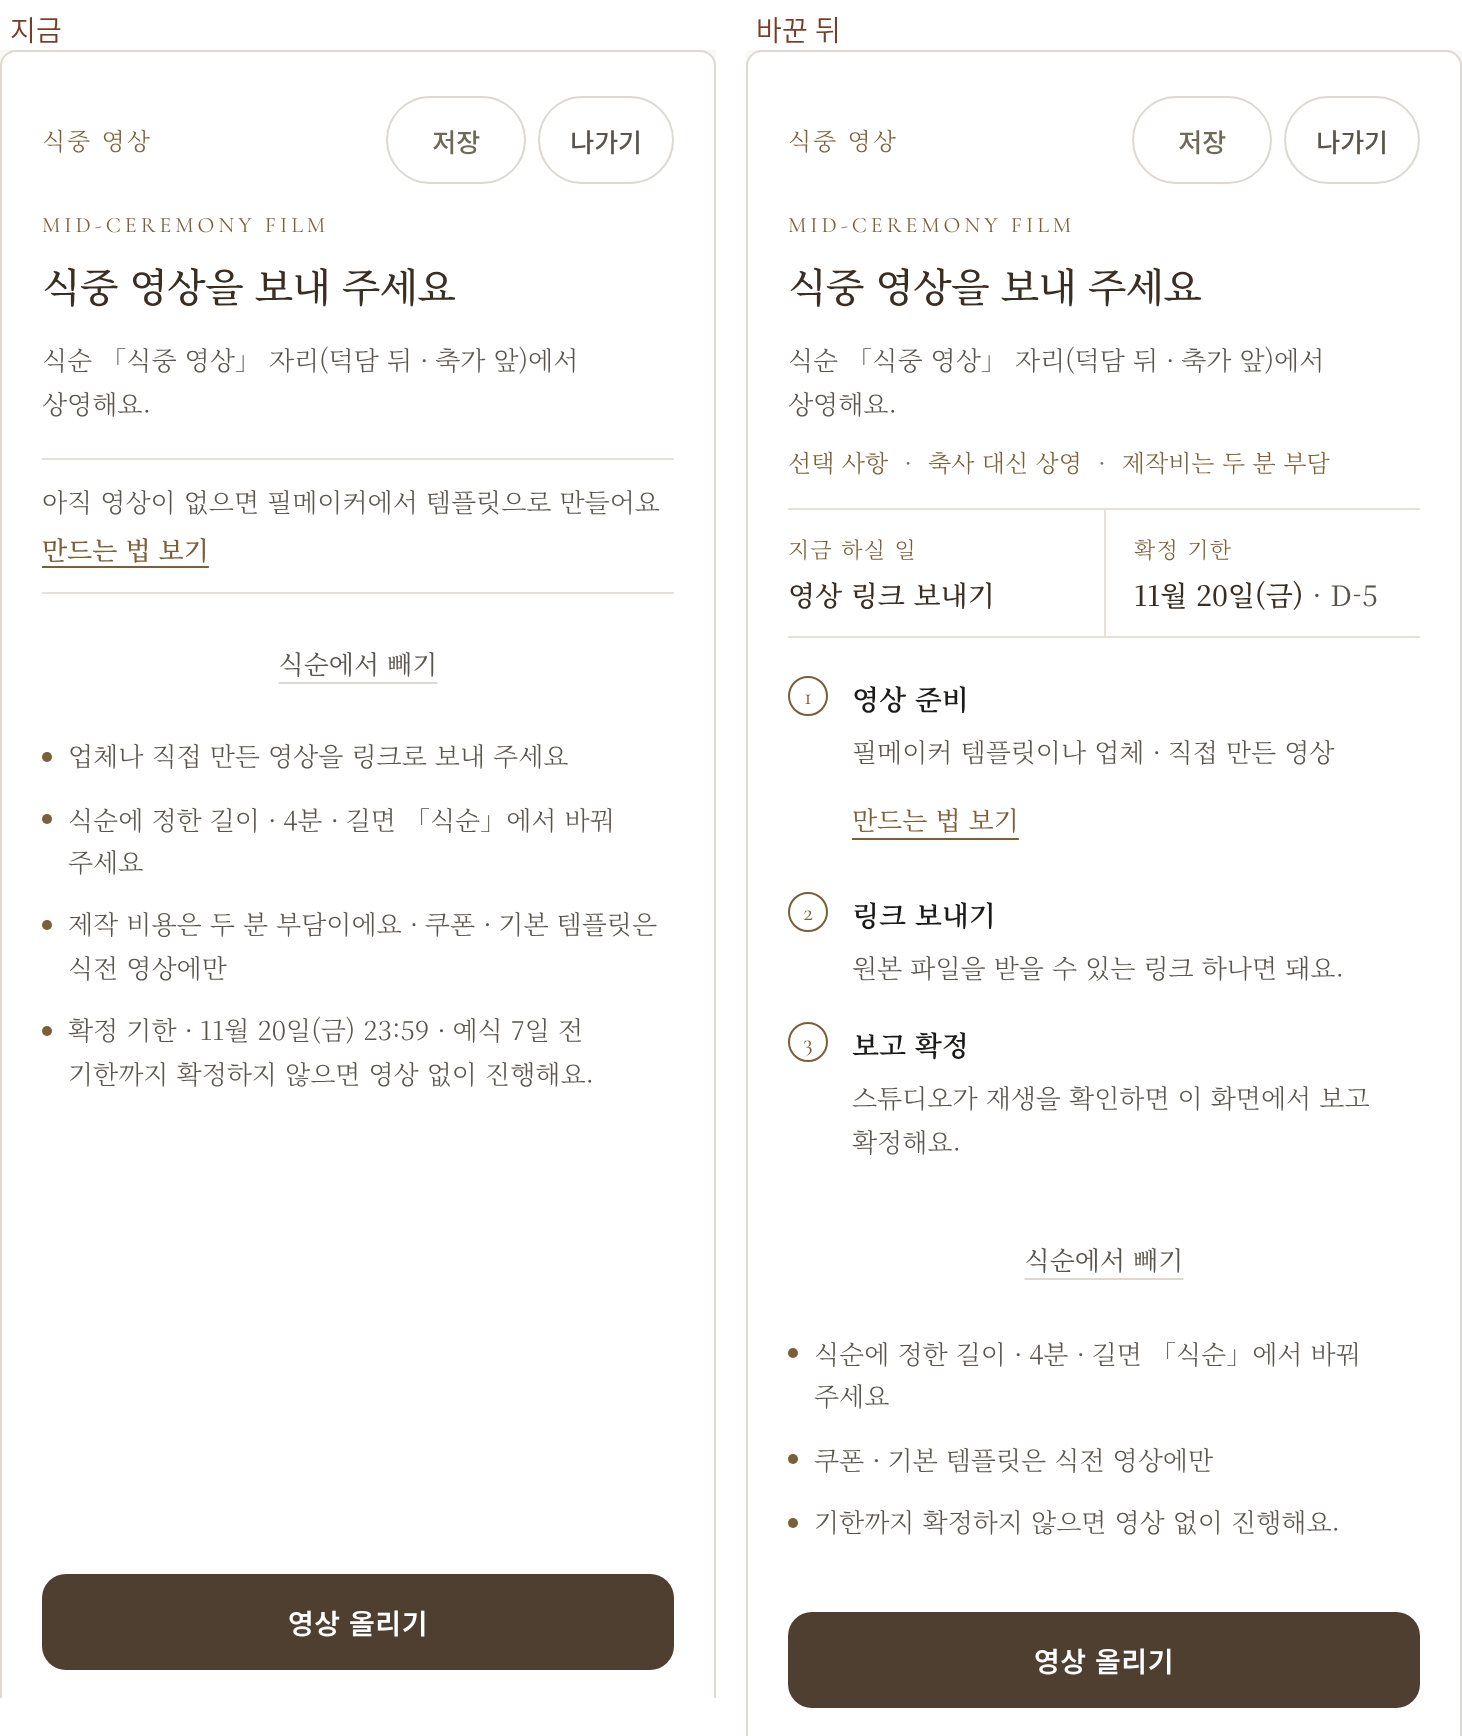 지금
식중 영상
저장
나가기
MID-CEREMONY FILM
식중 영상을 보내 주세요
식순 「식중 영상」 자리(덕담 뒤 · 축가 앞)에서
상영해요.
아직 영상이 없으면 필메이커에서 템플릿으로 만들어요
만드는 법 보기
식순에서 빼기
• 업체나 직접 만든 영상을 링크로 보내 주세요
• 식순에 정한 길이 · 4분 · 길면 「식순」에서 바꿔
주세요
• 제작 비용은 두 분 부담이에요 · 쿠폰 · 기본 템플릿은
식전 영상에만
• 확정 기한 · 11월 20일(금) 23:59 · 예식 7일 전
기한까지 확정하지 않으면 영상 없이 진행해요.
영상 올리기
바꾼 뒤
식중 영상
저장
나가기
MID-CEREMONY FILM
식중 영상을 보내 주세요
식순 「식중 영상」 자리(덕담 뒤 · 축가 앞)에서
상영해요.
선택 사항 · 축사 대신 상영 · 제작비는 두 분 부담
지금 하실 일
영상 링크 보내기
확정 기한
11월 20일(금) · D-5
1 영상 준비
필메이커 템플릿이나 업체 · 직접 만든 영상
만드는 법 보기
2 링크 보내기
원본 파일을 받을 수 있는 링크 하나면 돼요.
3 보고 확정
스튜디오가 재생을 확인하면 이 화면에서 보고
확정해요.
식순에서 빼기
• 식순에 정한 길이 · 4분 · 길면 「식순」에서 바꿔
주세요
• 쿠폰 · 기본 템플릿은 식전 영상에만
• 기한까지 확정하지 않으면 영상 없이 진행해요.
영상 올리기